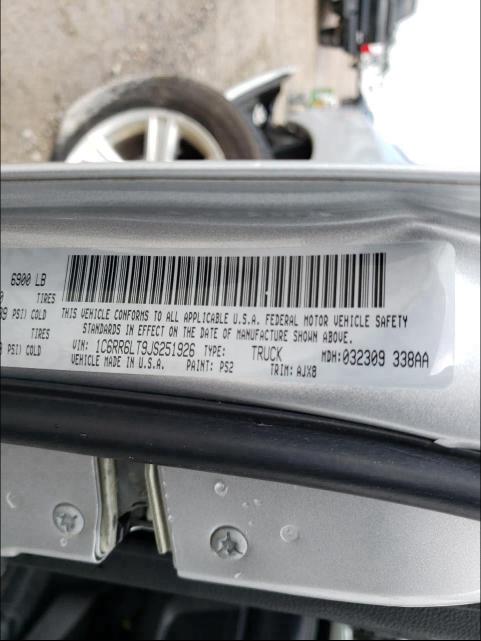 6900 LB
TIRES
PSI) COLD
TIRES
PSI) COLD
THIS VEHICLE CONFORMS TO ALL APPLICABLE U.S.A. FEDERAL MOTOR VEHICLE SAFETY
STANDARDS IN EFFECT ON THE DATE OF MANUFACTURE SHOWN ABOVE.
VIN: 1C6RR6LT9JS251926 TYPE: TRUCK MDH:032309 338AA
VEHICLE MADE IN U.S.A. PAINT: PS2 TRIM: AJX8